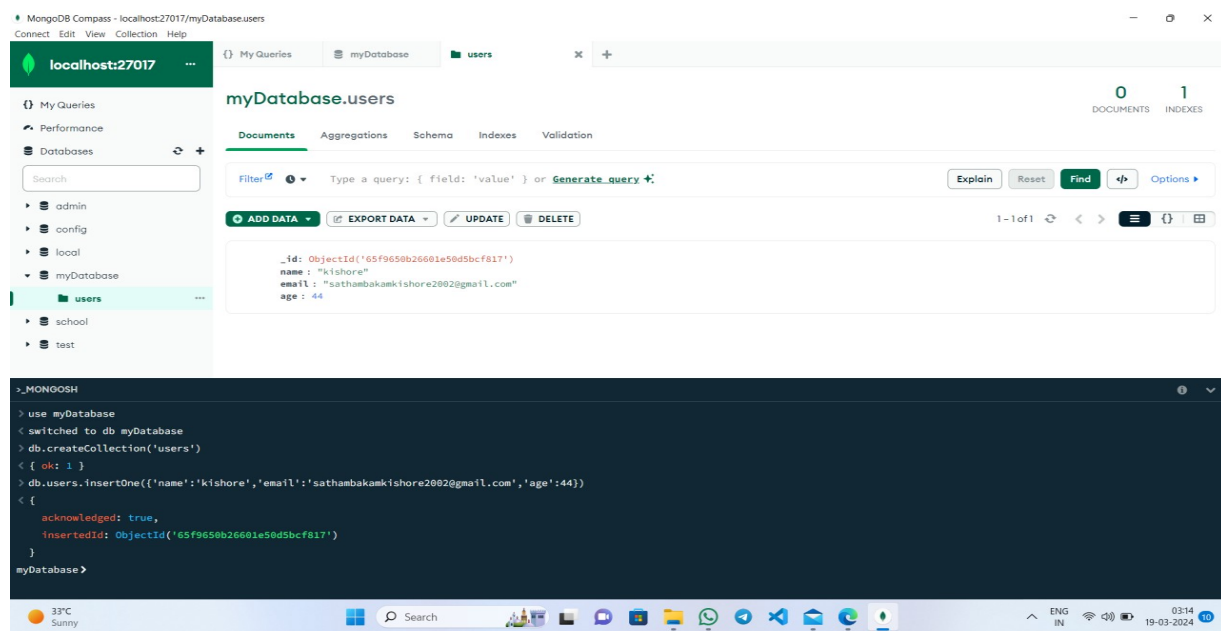 MongoDB Compass - localhost:27017/myDatabase.users
Connect Edit View Collection Help
localhost:27017 ...
{} My Queries myDatabase users
{} My Queries
Performance
Databases
Search
admin
config
local
myDatabase
users
school
test
myDatabase.users
0 DOCUMENTS 1 INDEXES
Documents Aggregations Schema Indexes Validation
Filter Type a query: { field: 'value' } or Generate query Explain Reset Find </> Options
ADD DATA EXPORT DATA UPDATE DELETE 1 – 1 of 1 {}
_id: ObjectId('65f9650b26601e50d5bcf817')
name : "kishore"
email : "sathambakamkishore2002@gmail.com"
age : 44
>_MONGOSH
> use myDatabase
< switched to db myDatabase
> db.createCollection('users')
< { ok: 1 }
> db.users.insertOne({'name':'kishore','email':'sathambakamkishore2002@gmail.com','age':44})
< {
acknowledged: true,
insertedId: ObjectId('65f9650b26601e50d5bcf817')
}
myDatabase>
33°C
Sunny
Search
ENG
IN
03:14
19-03-2024
10